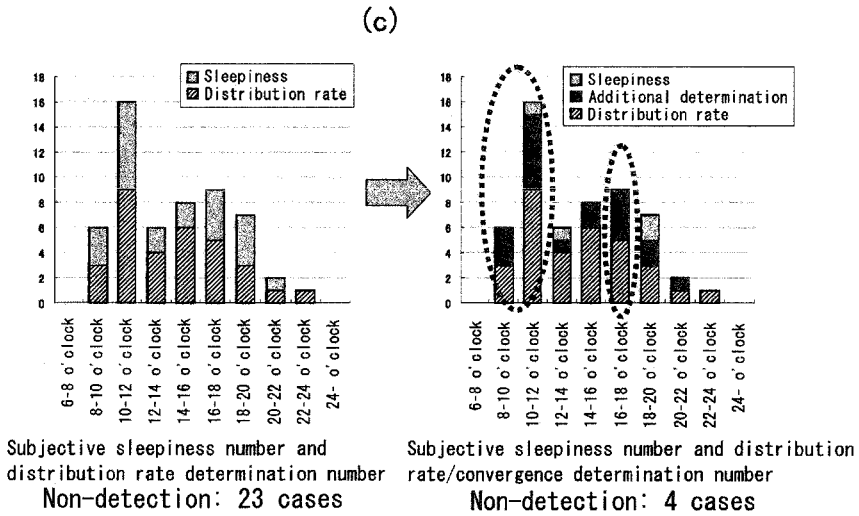 (c)
Sleepiness
Distribution rate
18
16
14
12
10
8
6
4
2
0
6-8 o'clock
8-10 o'clock
10-12 o'clock
12-14 o'clock
14-16 o'clock
16-18 o'clock
18-20 o'clock
20-22 o'clock
22-24 o'clock
24- o'clock
Subjective sleepiness number and
distribution rate determination number
Non-detection: 23 cases
Sleepiness
Additional determination
Distribution rate
18
16
14
12
10
8
6
4
2
0
6-8 o'clock
8-10 o'clock
10-12 o'clock
12-14 o'clock
14-16 o'clock
16-18 o'clock
18-20 o'clock
20-22 o'clock
22-24 o'clock
24- o'clock
Subjective sleepiness number and distribution
rate/convergence determination number
Non-detection: 4 cases